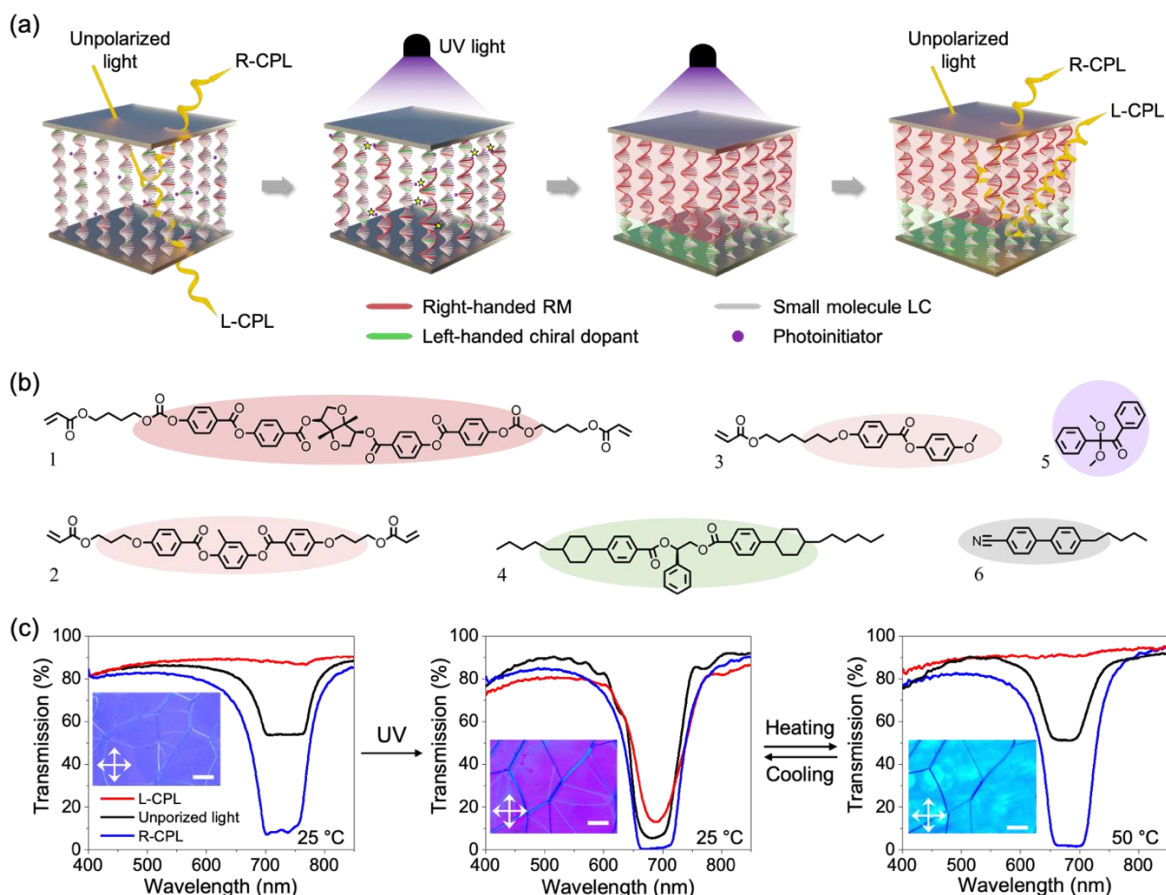 (a)
Unpolarized
light
R-CPL
L-CPL
UV light
Unpolarized
light
R-CPL
L-CPL
Right-handed RM
Left-handed chiral dopant
Small molecule LC
Photoinitiator
(b)
O O O O O O O O O O O O O O O O
1
O O O O O
3
O O O
5
O O O O O O O O
2
O O O O
4
NC
6
(c)
Transmission (%)
100
80
60
40
20
0
L-CPL
Unporized light
R-CPL
25 °C
400 500 600 700 800
Wavelength (nm)
UV
Transmission (%)
100
80
60
40
20
0
25 °C
400 500 600 700 800
Wavelength (nm)
Heating
Cooling
Transmission (%)
100
80
60
40
20
0
50 °C
400 500 600 700 800
Wavelength (nm)